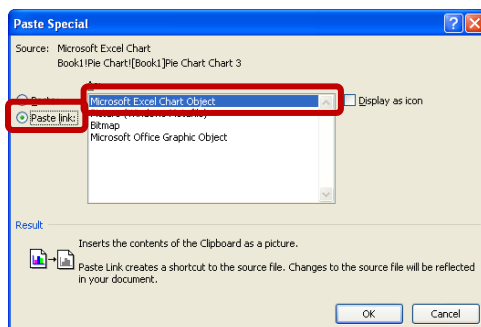 Paste Special
Source: Microsoft Excel Chart
Book1!Pie Chart![Book1]Pie Chart Chart 3
Microsoft Excel Chart Object
Display as icon
Paste link:
Bitmap
Microsoft Office Graphic Object
Result
Inserts the contents of the Clipboard as a picture.
Paste Link creates a shortcut to the source file. Changes to the source file will be reflected
in your document.
OK
Cancel